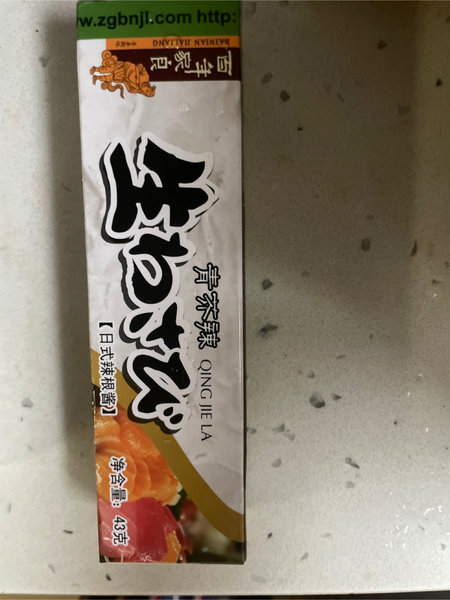 w.zgbnjl.com http:
百年家良
BAINIAN JIALIANG
生わさび
青芥辣
QING JIE LA
【日式辣根酱】
净含量: 43克